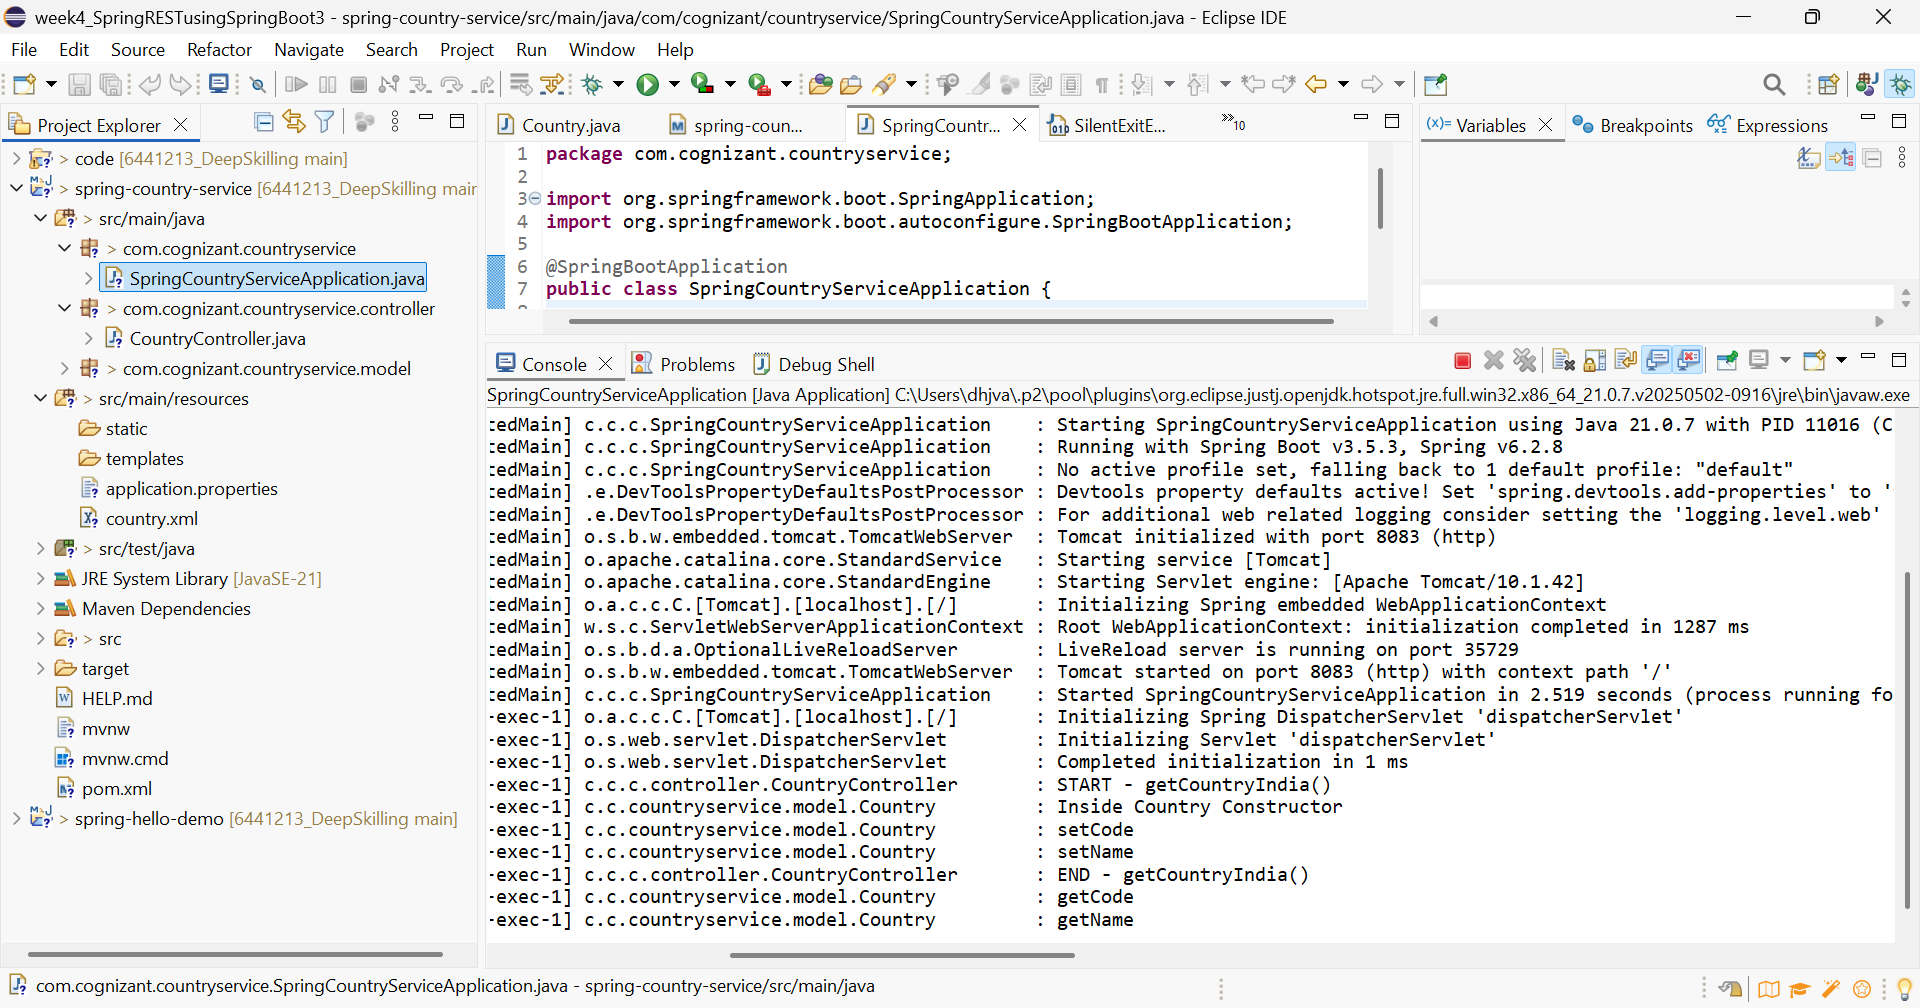 week4_SpringRESTusingSpringBoot3 - spring-country-service/src/main/java/com/cognizant/countryservice/SpringCountryServiceApplication.java - Eclipse IDE
File Edit Source Refactor Navigate Search Project Run Window Help
Project Explorer
> code [6441213_DeepSkilling main]
> spring-country-service [6441213_DeepSkilling mair
> src/main/java
> com.cognizant.countryservice
SpringCountryServiceApplication.java
> com.cognizant.countryservice.controller
CountryController.java
> com.cognizant.countryservice.model
> src/main/resources
static
templates
application.properties
country.xml
> src/test/java
JRE System Library [JavaSE-21]
Maven Dependencies
> src
target
HELP.md
mvnw
mvnw.cmd
pom.xml
> spring-hello-demo [6441213_DeepSkilling main]
Country.java spring-coun... SpringCountr... SilentExitE... »10
1 package com.cognizant.countryservice;
2
3 import org.springframework.boot.SpringApplication;
4 import org.springframework.boot.autoconfigure.SpringBootApplication;
5
6 @SpringBootApplication
7 public class SpringCountryServiceApplication {
Variables Breakpoints Expressions
Console Problems Debug Shell
SpringCountryServiceApplication [Java Application] C:\Users\dhjva\.p2\pool\plugins\org.eclipse.justj.openjdk.hotspot.jre.full.win32.x86_64_21.0.7.v20250502-0916\jre\bin\javaw.exe
tedMain] c.c.c.SpringCountryServiceApplication : Starting SpringCountryServiceApplication using Java 21.0.7 with PID 11016 (C
tedMain] c.c.c.SpringCountryServiceApplication : Running with Spring Boot v3.5.3, Spring v6.2.8
tedMain] c.c.c.SpringCountryServiceApplication : No active profile set, falling back to 1 default profile: "default"
tedMain] .e.DevToolsPropertyDefaultsPostProcessor : Devtools property defaults active! Set 'spring.devtools.add-properties' to '
tedMain] .e.DevToolsPropertyDefaultsPostProcessor : For additional web related logging consider setting the 'logging.level.web'
tedMain] o.s.b.w.embedded.tomcat.TomcatWebServer : Tomcat initialized with port 8083 (http)
tedMain] o.apache.catalina.core.StandardService : Starting service [Tomcat]
tedMain] o.apache.catalina.core.StandardEngine : Starting Servlet engine: [Apache Tomcat/10.1.42]
tedMain] o.a.c.c.C.[Tomcat].[localhost].[/] : Initializing Spring embedded WebApplicationContext
tedMain] w.s.c.ServletWebServerApplicationContext : Root WebApplicationContext: initialization completed in 1287 ms
tedMain] o.s.b.d.a.OptionalLiveReloadServer : LiveReload server is running on port 35729
tedMain] o.s.b.w.embedded.tomcat.TomcatWebServer : Tomcat started on port 8083 (http) with context path '/'
tedMain] c.c.c.SpringCountryServiceApplication : Started SpringCountryServiceApplication in 2.519 seconds (process running fo
-exec-1] o.a.c.c.C.[Tomcat].[localhost].[/] : Initializing Spring DispatcherServlet 'dispatcherServlet'
-exec-1] o.s.web.servlet.DispatcherServlet : Initializing Servlet 'dispatcherServlet'
-exec-1] o.s.web.servlet.DispatcherServlet : Completed initialization in 1 ms
-exec-1] c.c.c.controller.CountryController : START - getCountryIndia()
-exec-1] c.c.countryservice.model.Country : Inside Country Constructor
-exec-1] c.c.countryservice.model.Country : setCode
-exec-1] c.c.countryservice.model.Country : setName
-exec-1] c.c.c.controller.CountryController : END - getCountryIndia()
-exec-1] c.c.countryservice.model.Country : getCode
-exec-1] c.c.countryservice.model.Country : getName
com.cognizant.countryservice.SpringCountryServiceApplication.java - spring-country-service/src/main/java